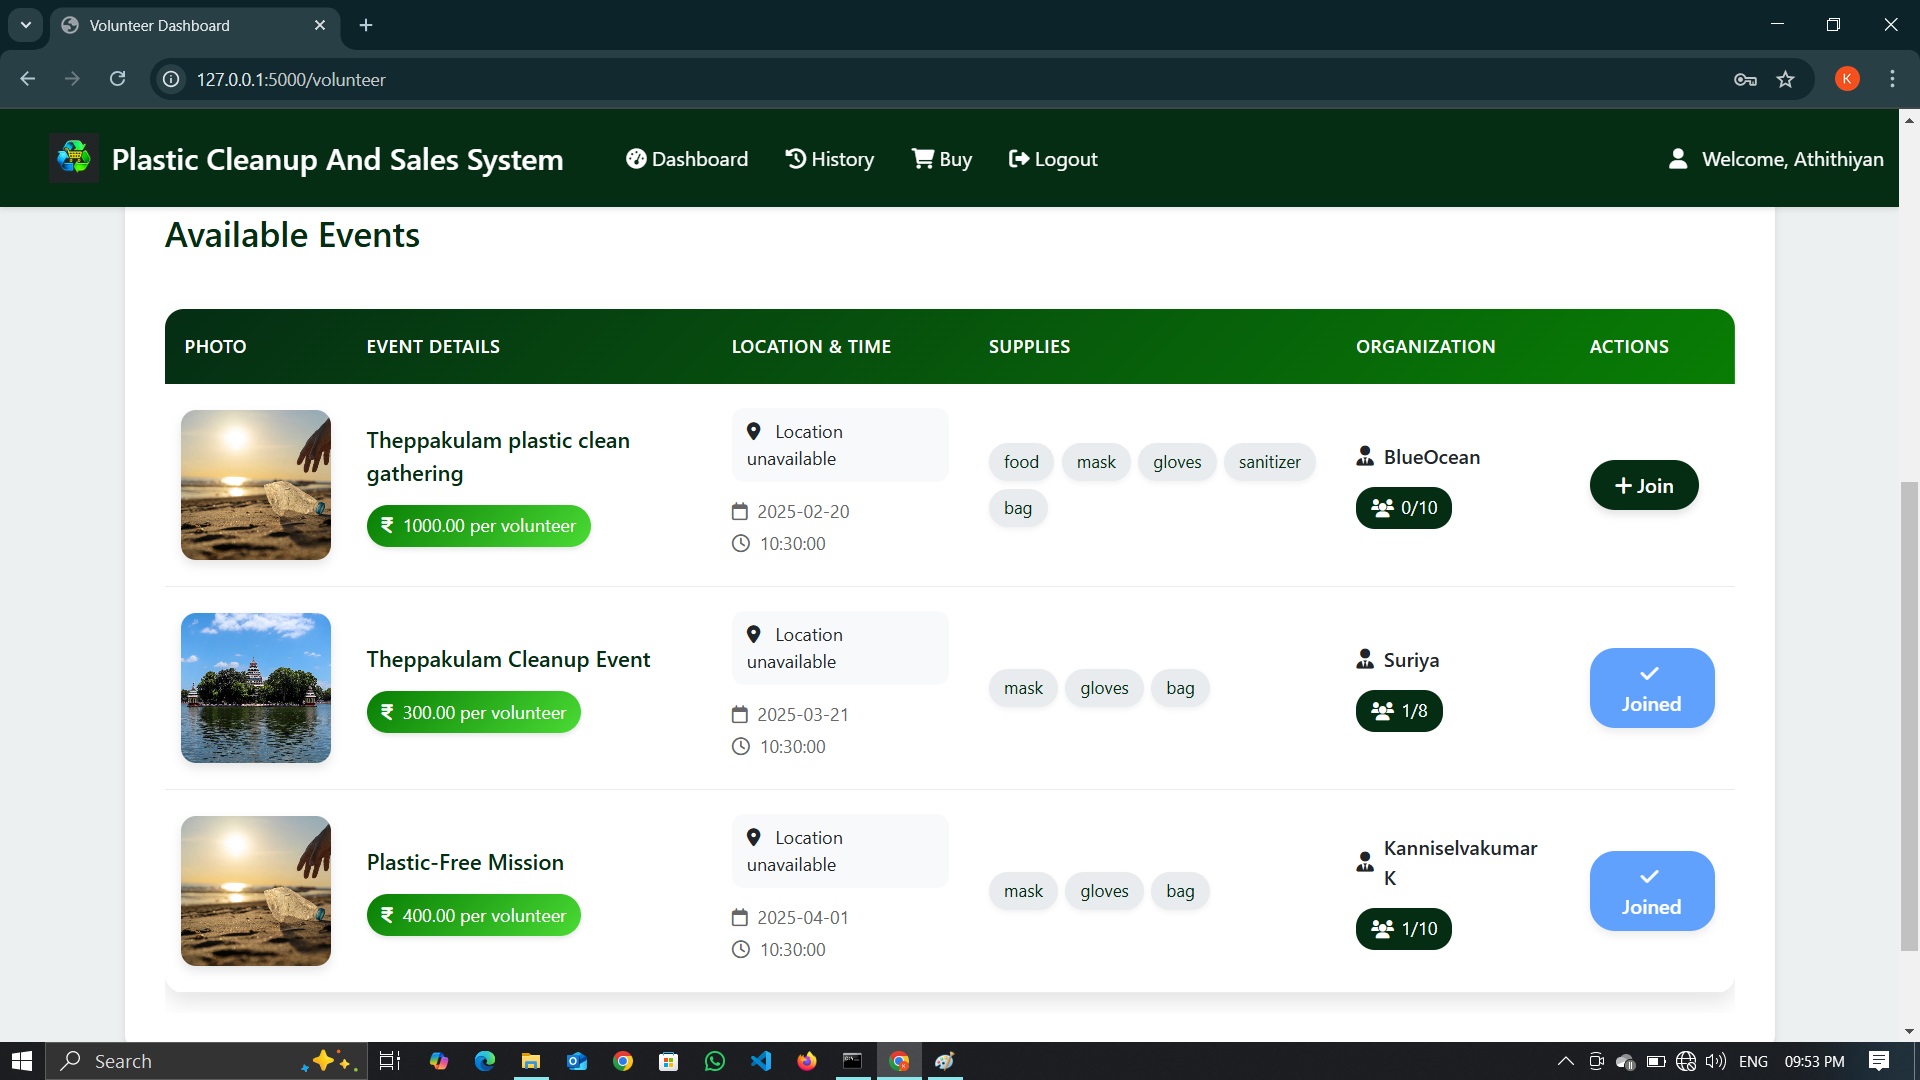 Volunteer Dashboard
127.0.0.1:5000/volunteer
K
Plastic Cleanup And Sales System
Dashboard
History
Buy
Logout
Welcome, Athithiyan
Available Events
PHOTO EVENT DETAILS LOCATION & TIME SUPPLIES ORGANIZATION ACTIONS
Theppakulam plastic clean
gathering
₹ 1000.00 per volunteer
Location
unavailable
2025-02-20
10:30:00
food mask gloves sanitizer
bag
BlueOcean
0/10
+ Join
Theppakulam Cleanup Event
₹ 300.00 per volunteer
Location
unavailable
2025-03-21
10:30:00
mask gloves bag
Suriya
1/8
Joined
Plastic-Free Mission
₹ 400.00 per volunteer
Location
unavailable
2025-04-01
10:30:00
mask gloves bag
Kanniselvakumar
K
1/10
Joined
Search
ENG
09:53 PM